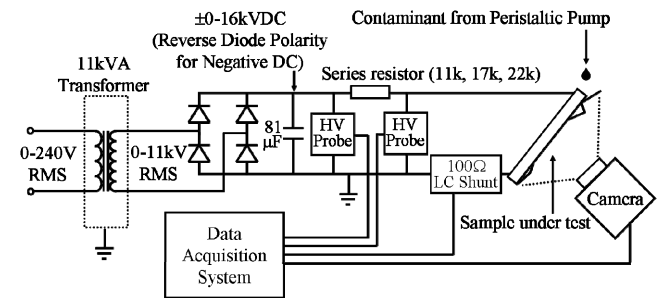 ±0-16kVDC
(Reverse Diode Polarity
for Negative DC)
Contaminant from Peristaltic Pump
11kVA
Transformer
Series resistor (11k, 17k, 22k)
0-240V
RMS
0-11kV
RMS
81
µF
HV
Probe
HV
Probe
100Ω
LC Shunt
Camera
Sample under test
Data
Acquisition
System